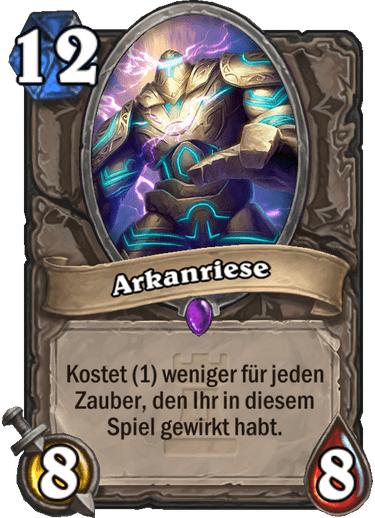 12
Arkanriese
Kostet (1) weniger für jeden
Zauber, den Ihr in diesem
Spiel gewirkt habt.
8 8